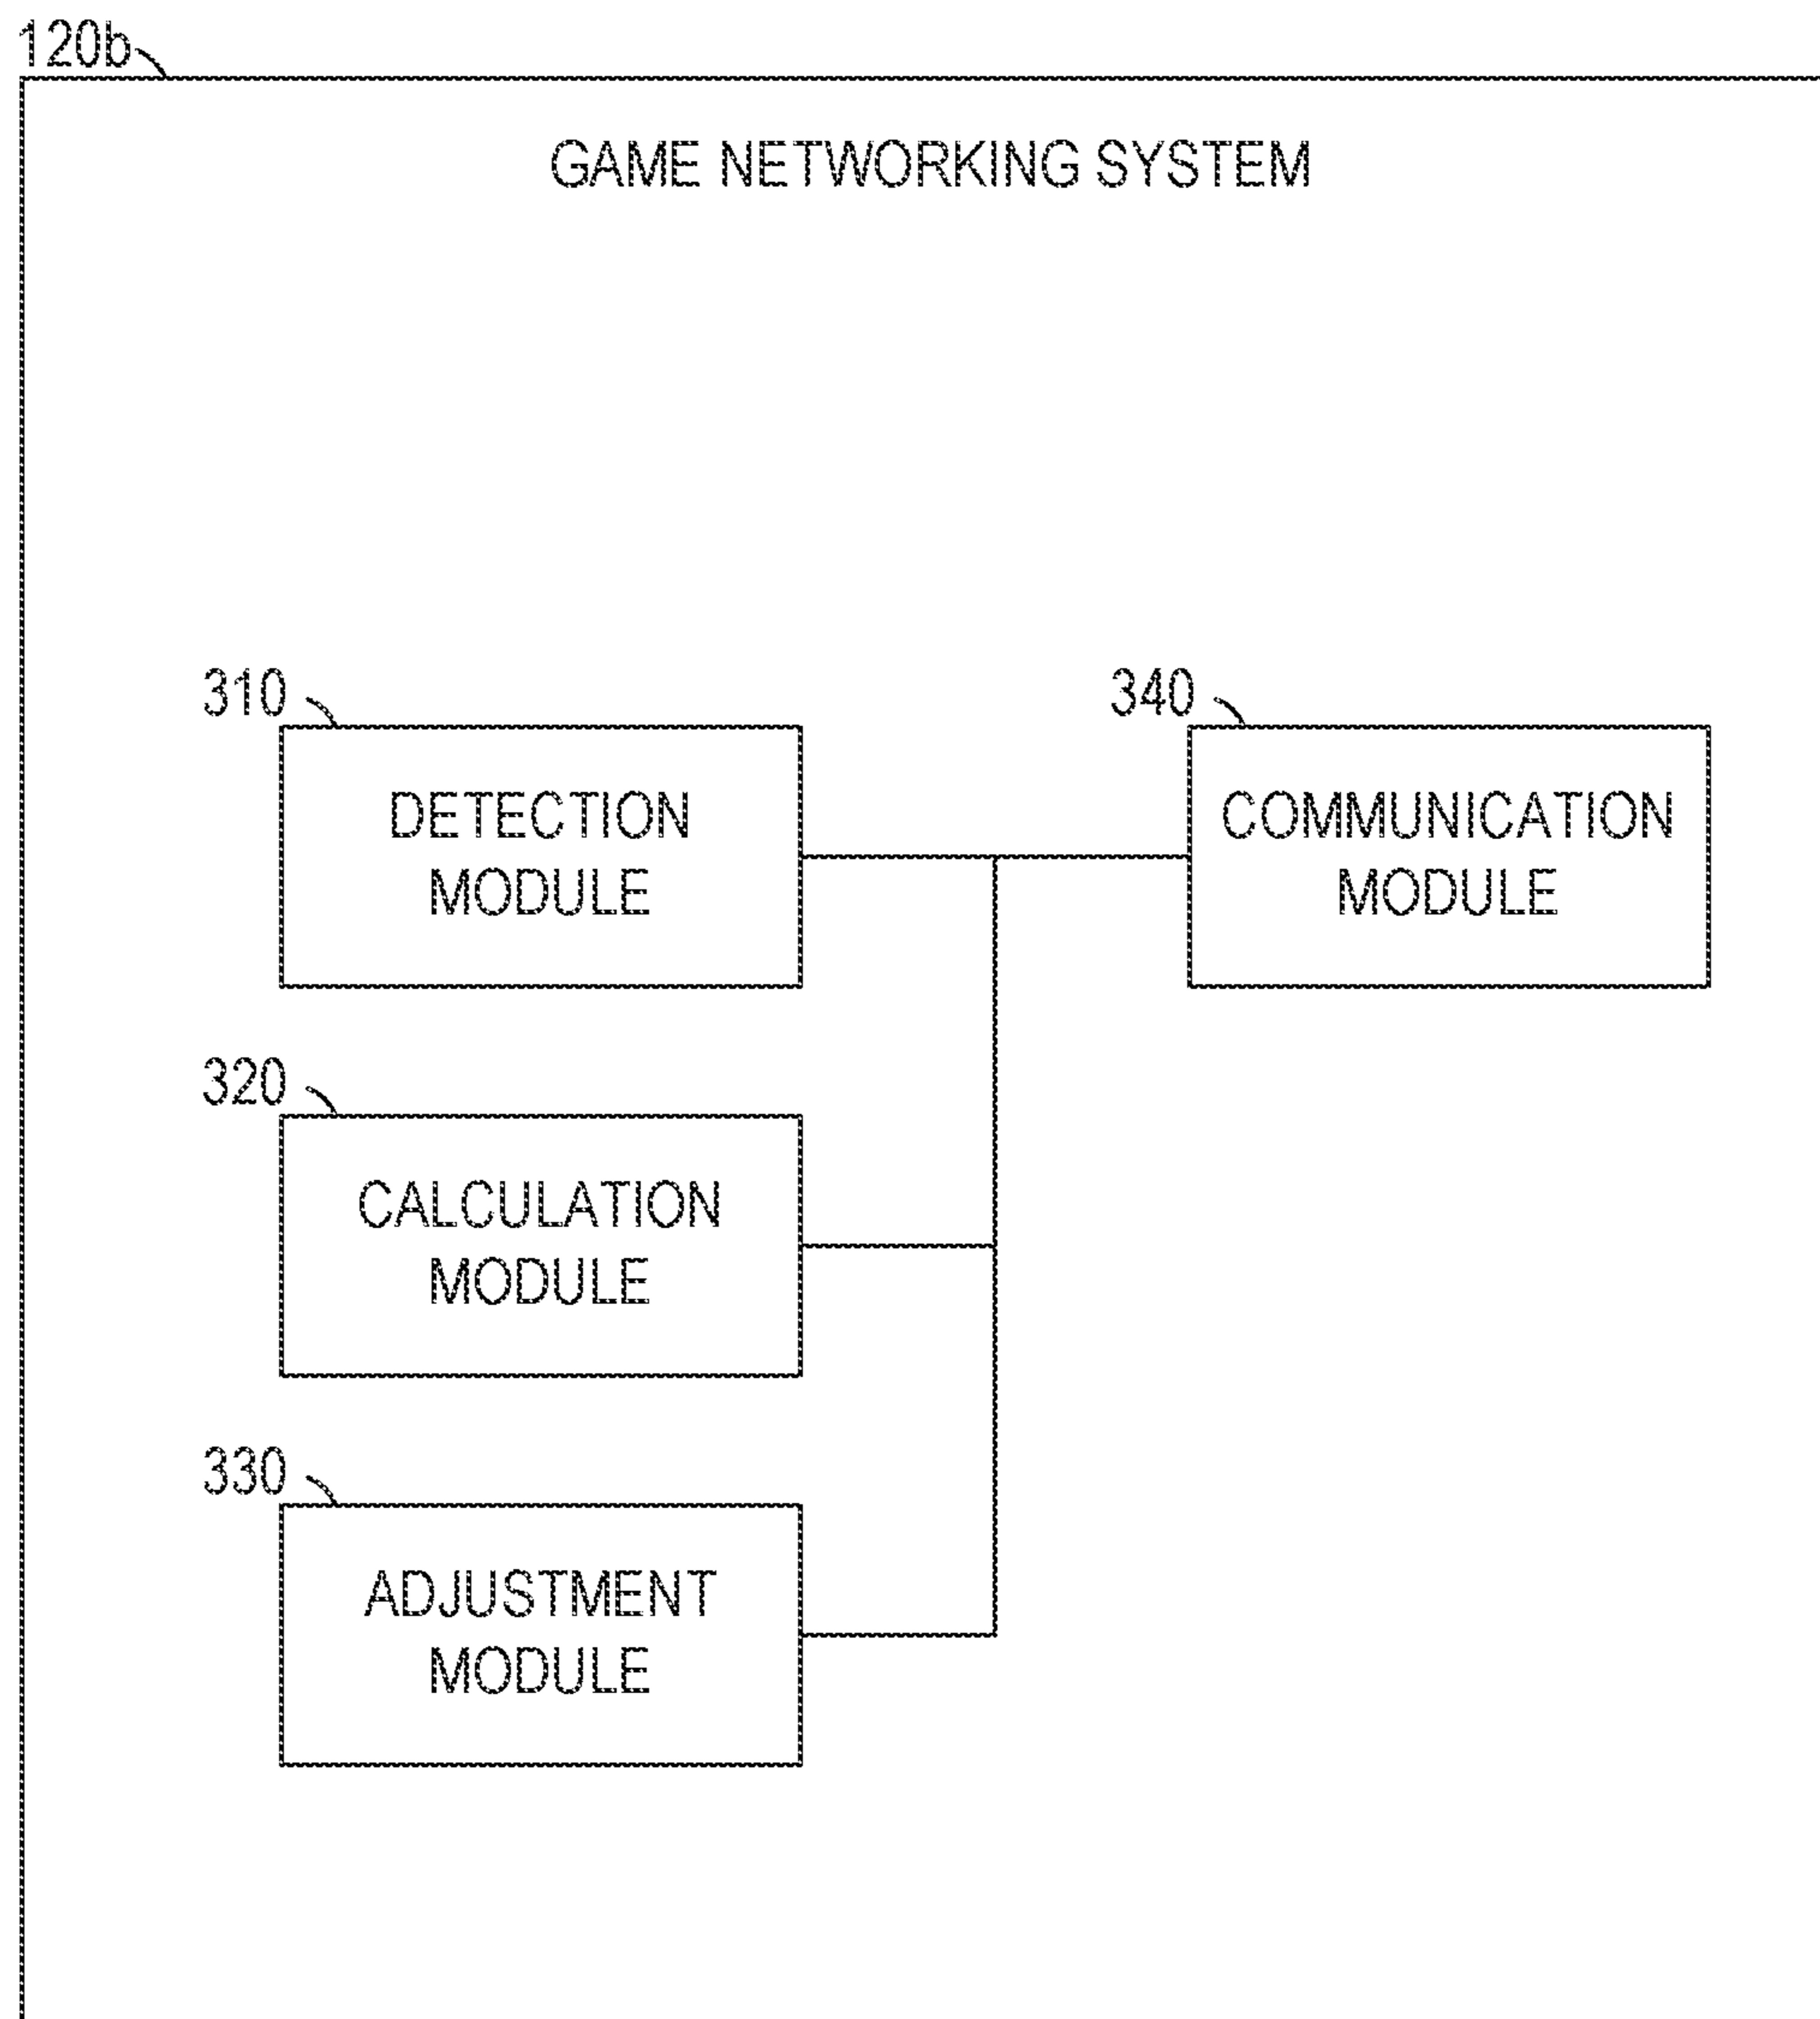 120b
GAME NETWORKING SYSTEM
310
DETECTION
MODULE
340
COMMUNICATION
MODULE
320
CALCULATION
MODULE
330
ADJUSTMENT
MODULE